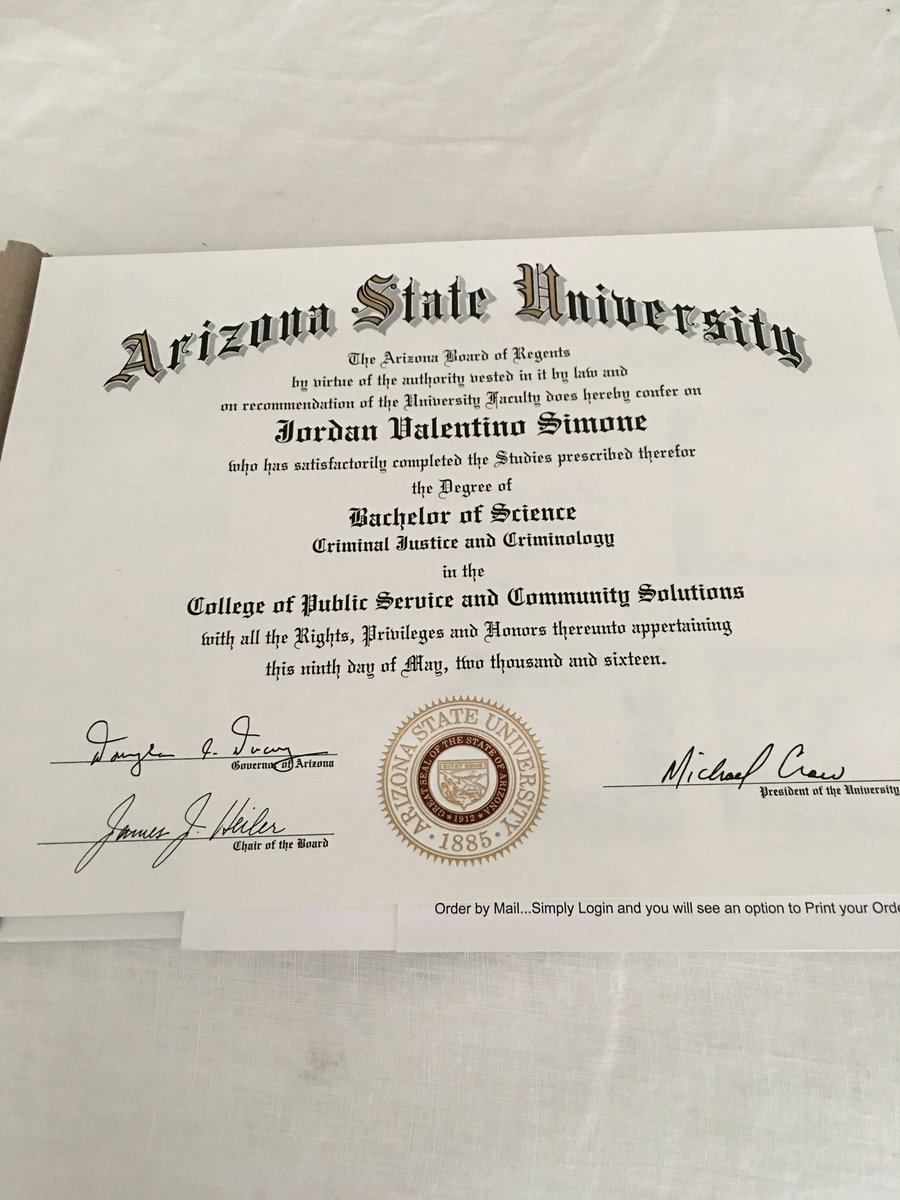 Arizona State University
The Arizona Board of Regents
by virtue of the authority vested in it by law and
on recommendation of the University Faculty does hereby confer on
Jordan Valentino Simone
who has satisfactorily completed the Studies prescribed therefor
the Degree of
Bachelor of Science
Criminal Justice and Criminology
in the
College of Public Service and Community Solutions
with all the Rights, Privileges and Honors thereunto appertaining
this ninth day of May, two thousand and sixteen.
Governor of Arizona
James J. Heiler
Chair of the Board
ARIZONA STATE UNIVERSITY
GREAT SEAL OF THE STATE OF ARIZONA
DITAT DEUS
1912
1885
Michael Crow
President of the University
Order by Mail...Simply Login and you will see an option to Print your Orde